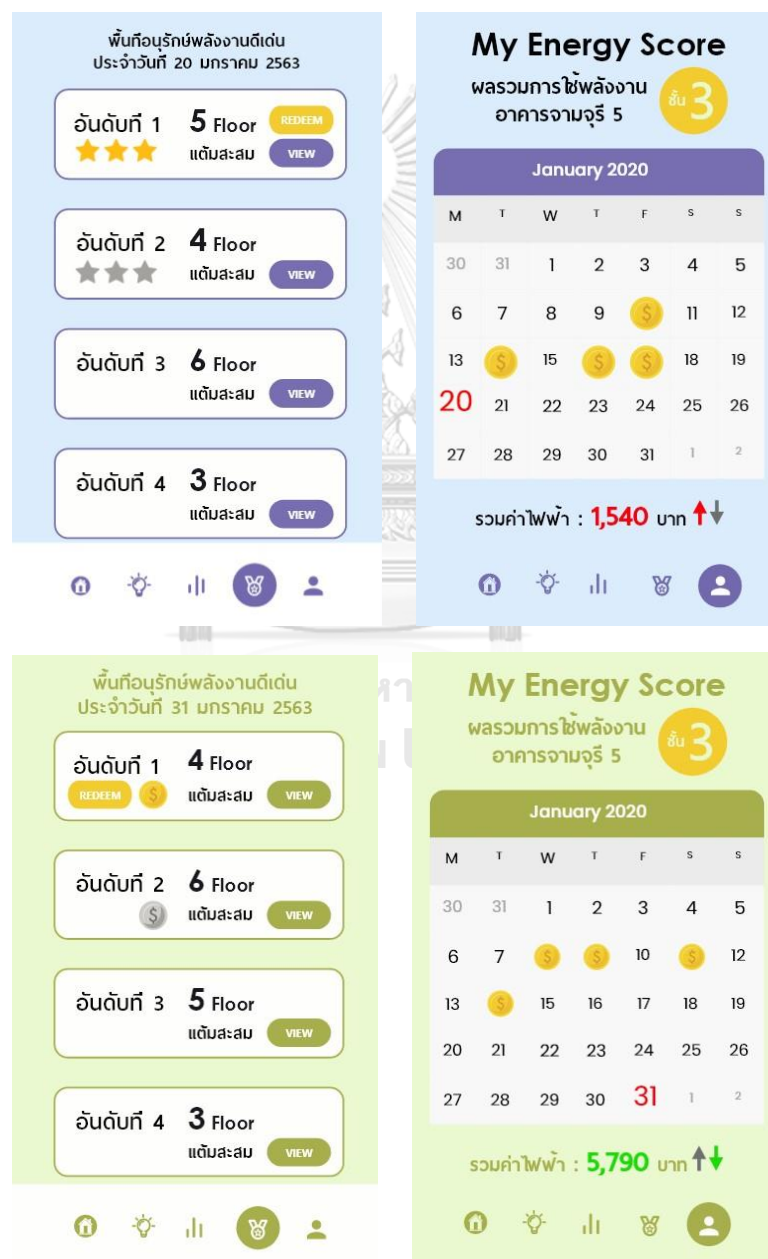 พื้นที่อนุรักษ์พลังงานดีเด่น
ประจำวันที่ 20 มกราคม 2563
อันดับที่ 1 5 Floor REDEEM
แต้มสะสม VIEW
อันดับที่ 2 4 Floor
แต้มสะสม VIEW
อันดับที่ 3 6 Floor
แต้มสะสม VIEW
อันดับที่ 4 3 Floor
แต้มสะสม VIEW
My Energy Score
ผลรวมการใช้พลังงาน
อาคารจามจุรี 5
ชั้น 3
January 2020
M T W T F S S
30 31 1 2 3 4 5
6 7 8 9 $ 11 12
13 $ 15 $ $ 18 19
20 21 22 23 24 25 26
27 28 29 30 31 1 2
รวมค่าไฟฟ้า : 1,540 บาท
พื้นที่อนุรักษ์พลังงานดีเด่น
ประจำวันที่ 31 มกราคม 2563
อันดับที่ 1 4 Floor
REDEEM $ แต้มสะสม VIEW
อันดับที่ 2 6 Floor
$ แต้มสะสม VIEW
อันดับที่ 3 5 Floor
แต้มสะสม VIEW
อันดับที่ 4 3 Floor
แต้มสะสม VIEW
My Energy Score
ผลรวมการใช้พลังงาน
อาคารจามจุรี 5
ชั้น 3
January 2020
M T W T F S S
30 31 1 2 3 4 5
6 7 $ $ 10 $ 12
13 $ 15 16 17 18 19
20 21 22 23 24 25 26
27 28 29 30 31 1 2
รวมค่าไฟฟ้า : 5,790 บาท